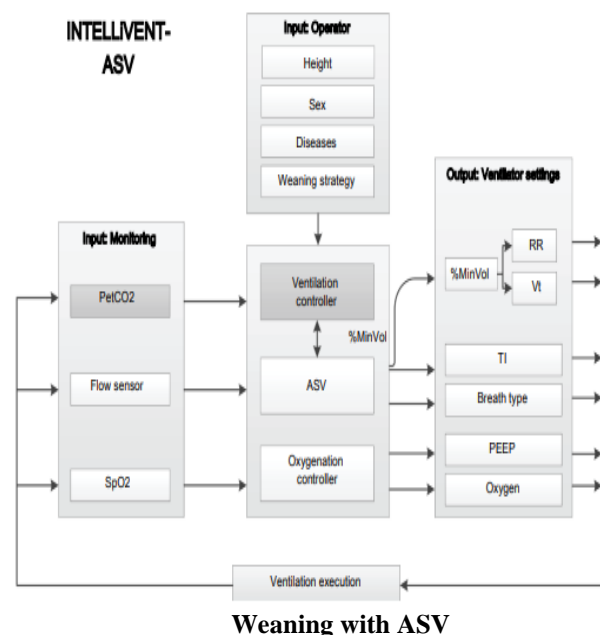 INTELLIVENT-
ASV
Input: Operator
Height
Sex
Diseases
Weaning strategy
Input: Monitoring
PetCO2
Flow sensor
SpO2
Ventilation
controller
%MinVol
ASV
Oxygenation
controller
Output: Ventilator settings
%MinVol
RR
Vt
TI
Breath type
PEEP
Oxygen
Ventilation execution
Weaning with ASV